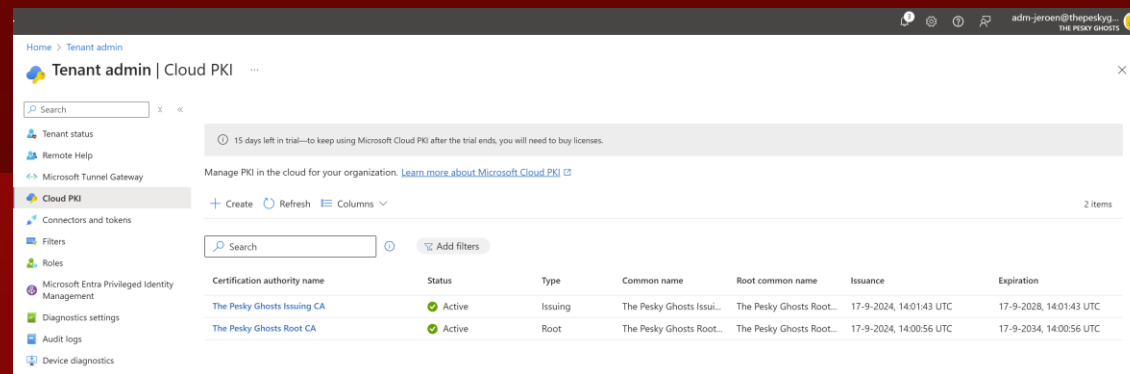 adm-jeroen@thepeskyg...
THE PESKY GHOSTS
Home > Tenant admin
Tenant admin | Cloud PKI ...
Search
Tenant status
Remote Help
Microsoft Tunnel Gateway
Cloud PKI
Connectors and tokens
Filters
Roles
Microsoft Entra Privileged Identity
Management
Diagnostics settings
Audit logs
Device diagnostics
15 days left in trial—to keep using Microsoft Cloud PKI after the trial ends, you will need to buy licenses.
Manage PKI in the cloud for your organization. Learn more about Microsoft Cloud PKI
Create Refresh Columns 2 items
Search Add filters
Certification authority name Status Type Common name Root common name Issuance Expiration
The Pesky Ghosts Issuing CA Active Issuing The Pesky Ghosts Issui... The Pesky Ghosts Root... 17-9-2024, 14:01:43 UTC 17-9-2028, 14:01:43 UTC
The Pesky Ghosts Root CA Active Root The Pesky Ghosts Root... The Pesky Ghosts Root... 17-9-2024, 14:00:56 UTC 17-9-2034, 14:00:56 UTC